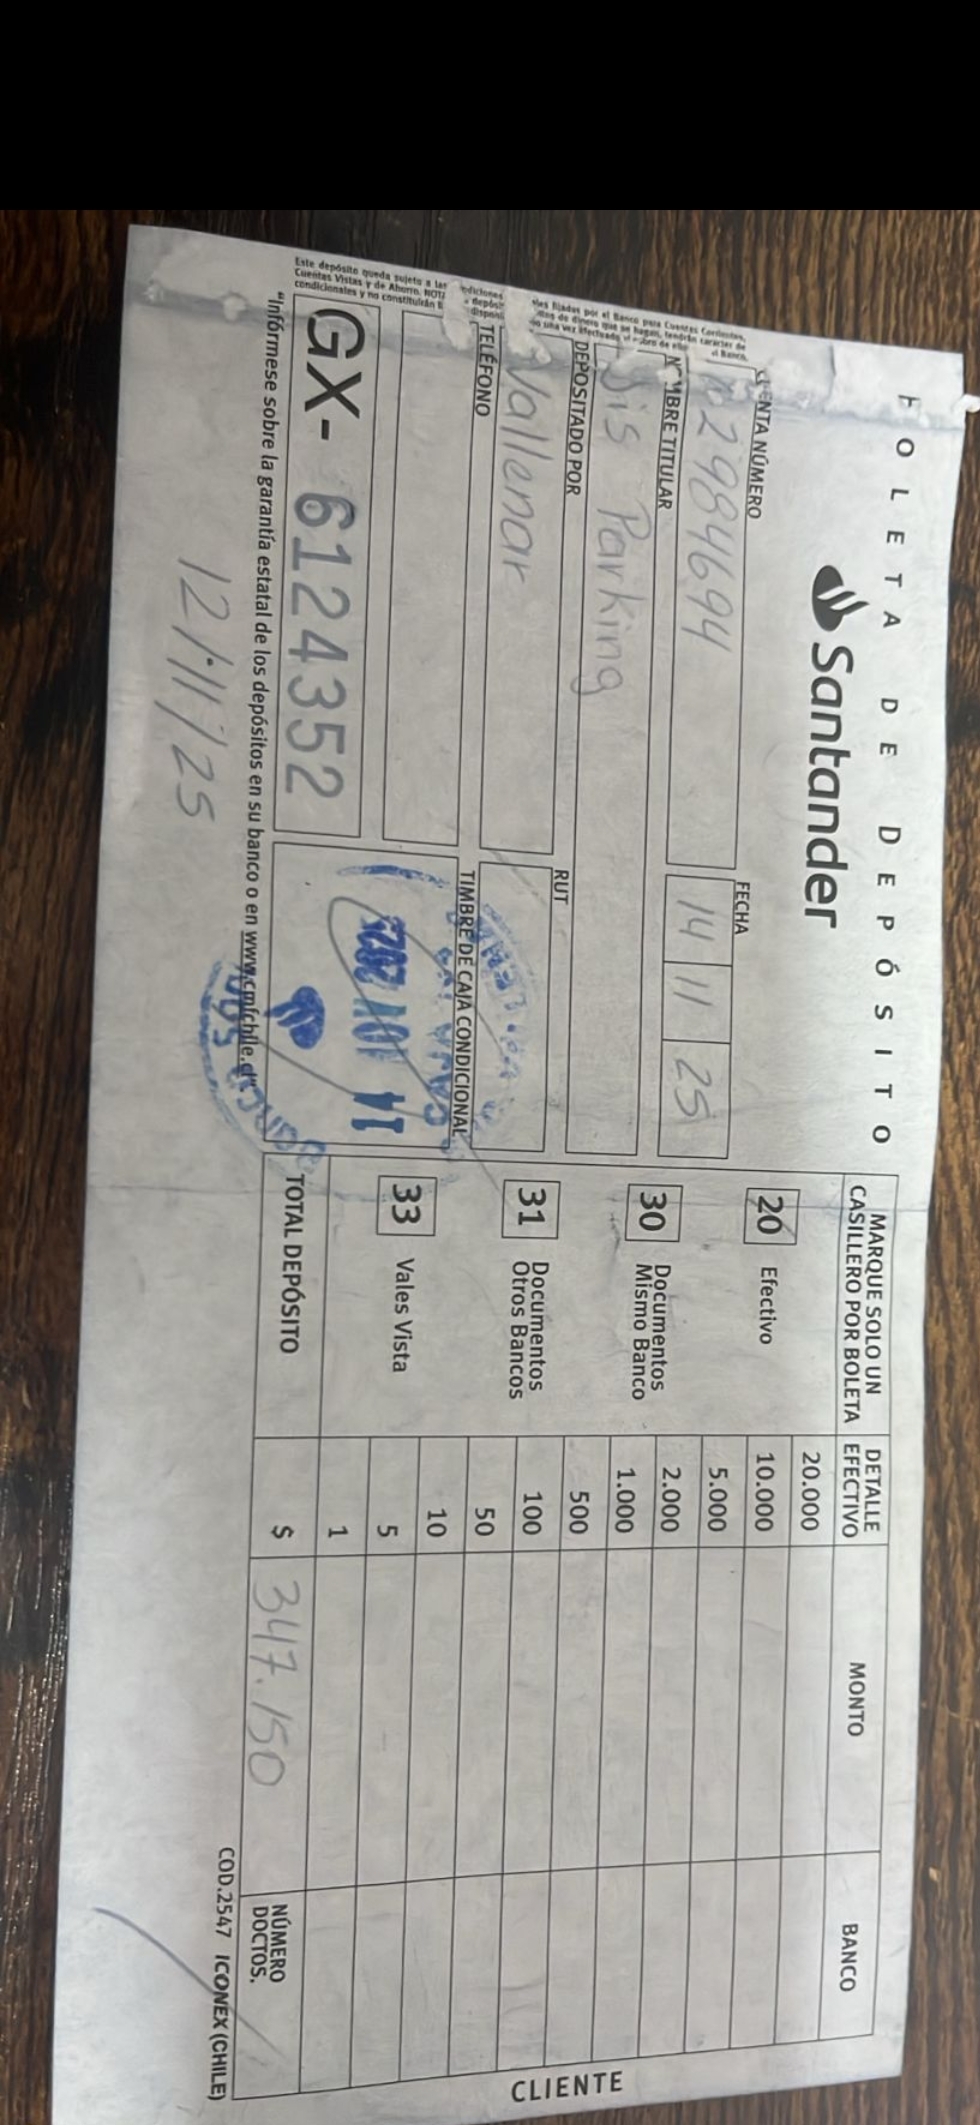 BOLETA DE DEPÓSITO
Santander
CUENTA NÚMERO
29846941
FECHA
14 11 25
NOMBRE TITULAR
Parking
DEPOSITADO POR
Vallenar
RUT
TELÉFONO
TIMBRE DE CAJA CONDICIONAL
14 NOV 2025
GX- 6124352
"Infórmese sobre la garantía estatal de los depósitos en su banco o en www.cmfchile.cl".
12/11/25
MARQUE SOLO UN
CASILLERO POR BOLETA
DETALLE
EFECTIVO
MONTO
BANCO
20 Efectivo
30 Documentos
Mismo Banco
31 Documentos
Otros Bancos
33 Vales Vista
20.000
10.000
5.000
2.000
1.000
500
100
50
10
5
1
TOTAL DEPÓSITO
$ 347.150
NÚMERO
DOCTOS.
COD.2547 ICONEX (CHILE)
CLIENTE